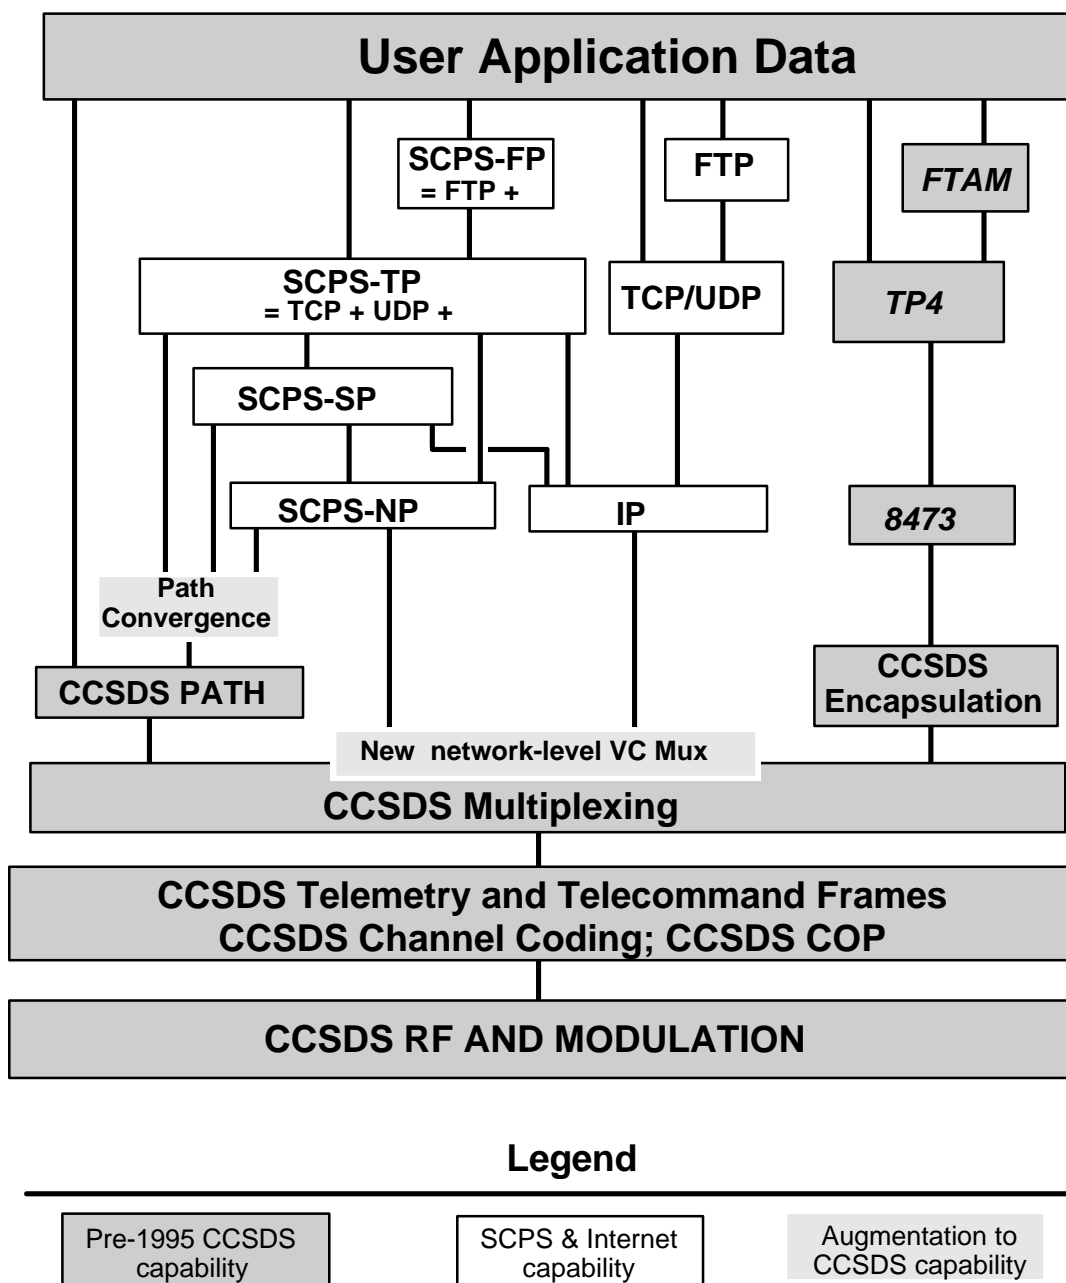 User Application Data
SCPS-FP
= FTP +
FTP
FTAM
SCPS-TP
= TCP + UDP +
TCP/UDP
TP4
SCPS-SP
SCPS-NP
IP
8473
Path
Convergence
CCSDS PATH
CCSDS
Encapsulation
New network-level VC Mux
CCSDS Multiplexing
CCSDS Telemetry and Telecommand Frames
CCSDS Channel Coding; CCSDS COP
CCSDS RF AND MODULATION
Legend
Pre-1995 CCSDS
capability
SCPS & Internet
capability
Augmentation to
CCSDS capability